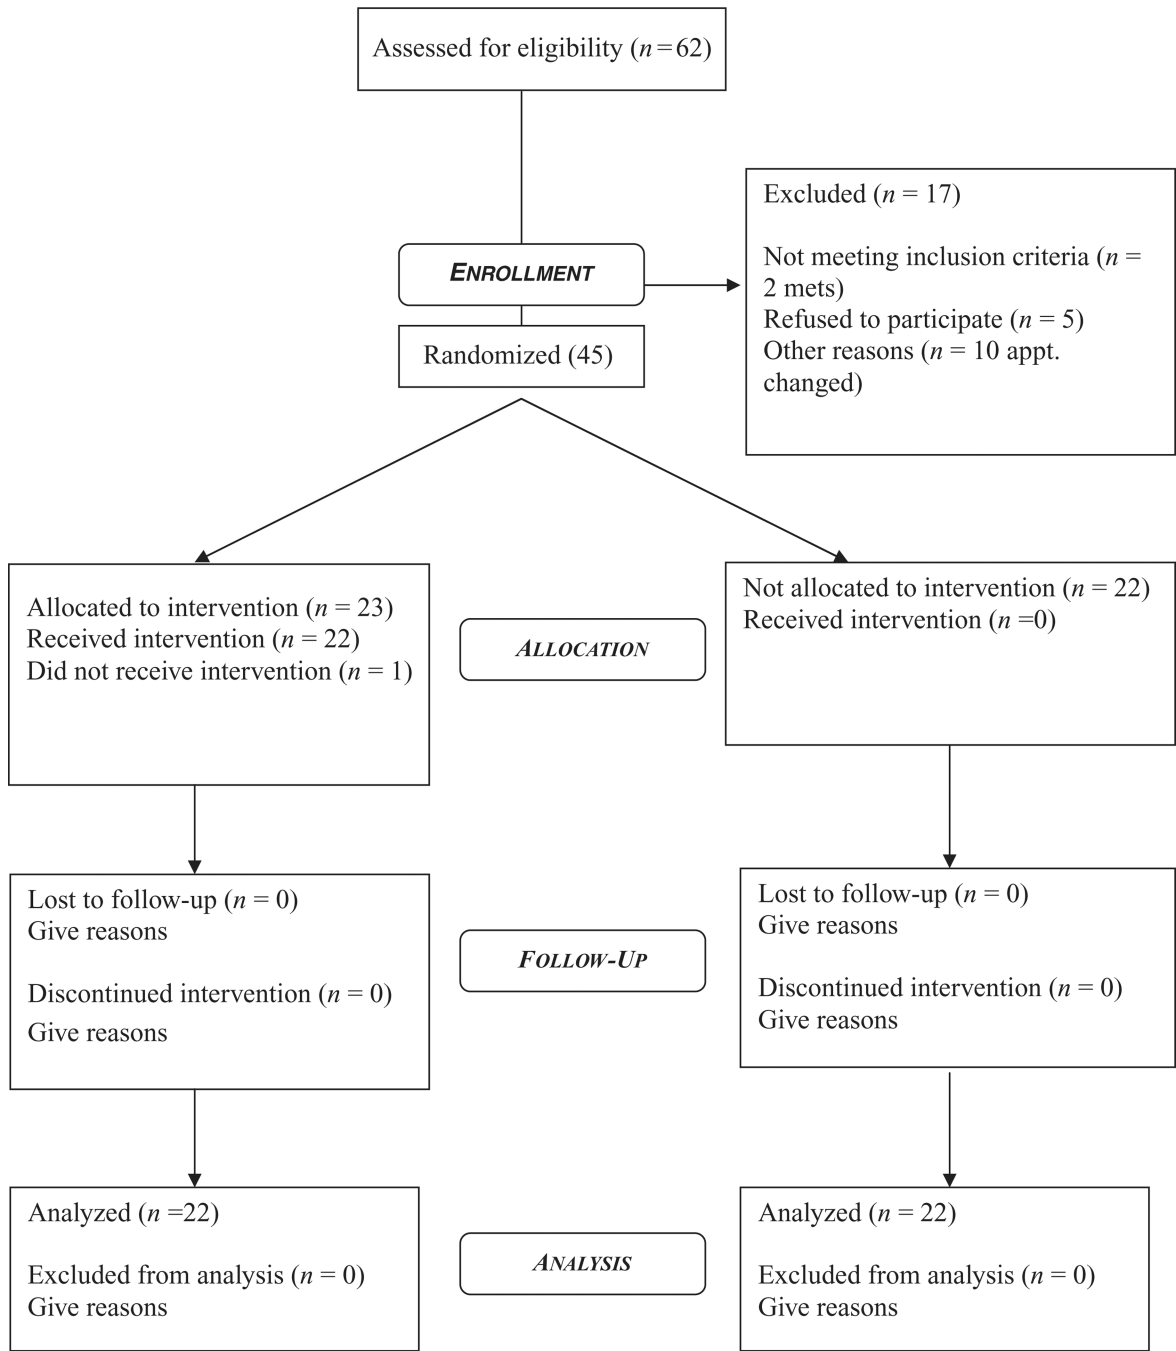 Assessed for eligibility (n=62)
Excluded (n = 17)
Not meeting inclusion criteria (n =
2 mets)
Refused to participate (n = 5)
Other reasons (n = 10 appt.
changed)
ENROLLMENT
Randomized (45)
Allocated to intervention (n = 23)
Received intervention (n = 22)
Did not receive intervention (n = 1)
ALLOCATION
Not allocated to intervention (n = 22)
Received intervention (n =0)
Lost to follow-up (n = 0)
Give reasons
Discontinued intervention (n = 0)
Give reasons
FOLLOW-UP
Lost to follow-up (n = 0)
Give reasons
Discontinued intervention (n = 0)
Give reasons
Analyzed (n =22)
Excluded from analysis (n = 0)
Give reasons
ANALYSIS
Analyzed (n = 22)
Excluded from analysis (n = 0)
Give reasons